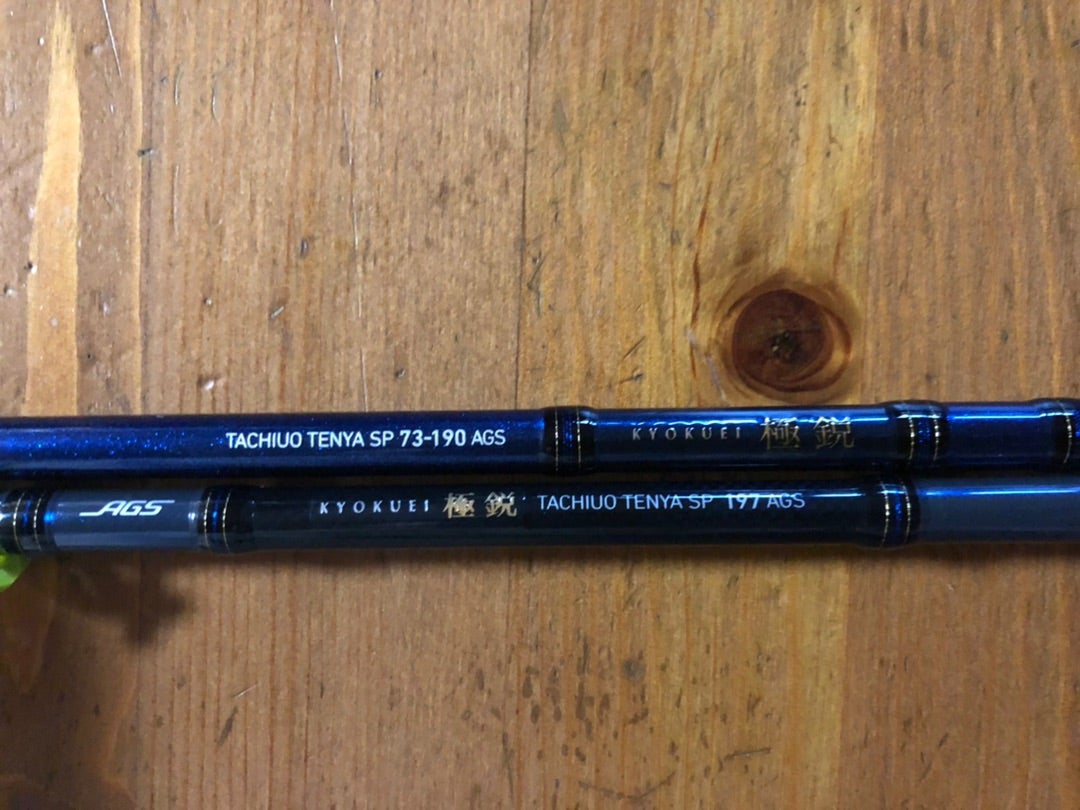 TACHIUO TENYA SP 73-190 AGS KYOKUEI 極鋭
AGS KYOKUEI 極鋭 TACHIUO TENYA SP 197 AGS